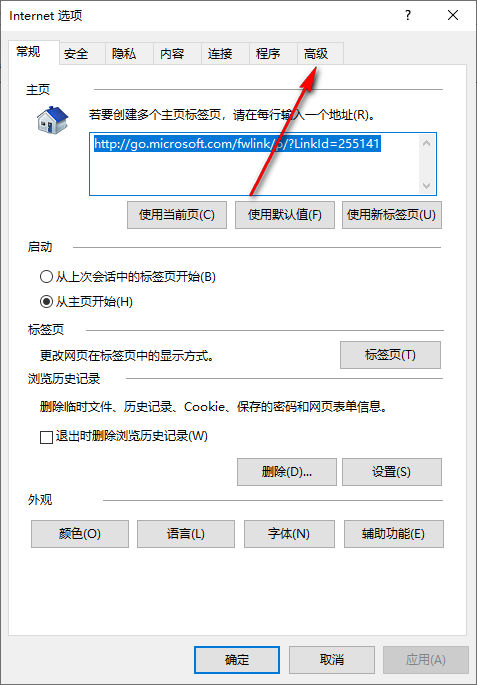 Internet 选项
常规 安全 隐私 内容 连接 程序 高级
主页
若要创建多个主页标签页，请在每行输入一个地址(R)。
http://go.microsoft.com/fwlink/p/?LinkId=255141
使用当前页(C) 使用默认值(F) 使用新标签页(U)
启动
从上次会话中的标签页开始(B)
从主页开始(H)
标签页
更改网页在标签页中的显示方式。 标签页(T)
浏览历史记录
删除临时文件、历史记录、Cookie、保存的密码和网页表单信息。
退出时删除浏览历史记录(W)
删除(D)... 设置(S)
外观
颜色(O) 语言(L) 字体(N) 辅助功能(E)
确定 取消 应用(A)